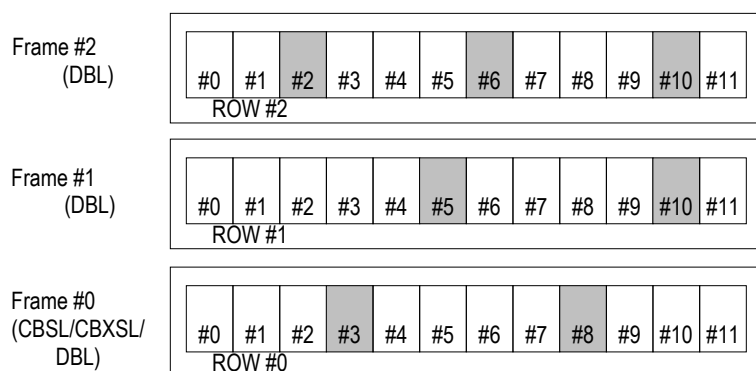 Frame #2
(DBL)
#0 #1 #2 #3 #4 #5 #6 #7 #8 #9 #10 #11
ROW #2
Frame #1
(DBL)
#0 #1 #2 #3 #4 #5 #6 #7 #8 #9 #10 #11
ROW #1
Frame #0
(CBSL/CBXSL/
DBL)
#0 #1 #2 #3 #4 #5 #6 #7 #8 #9 #10 #11
ROW #0